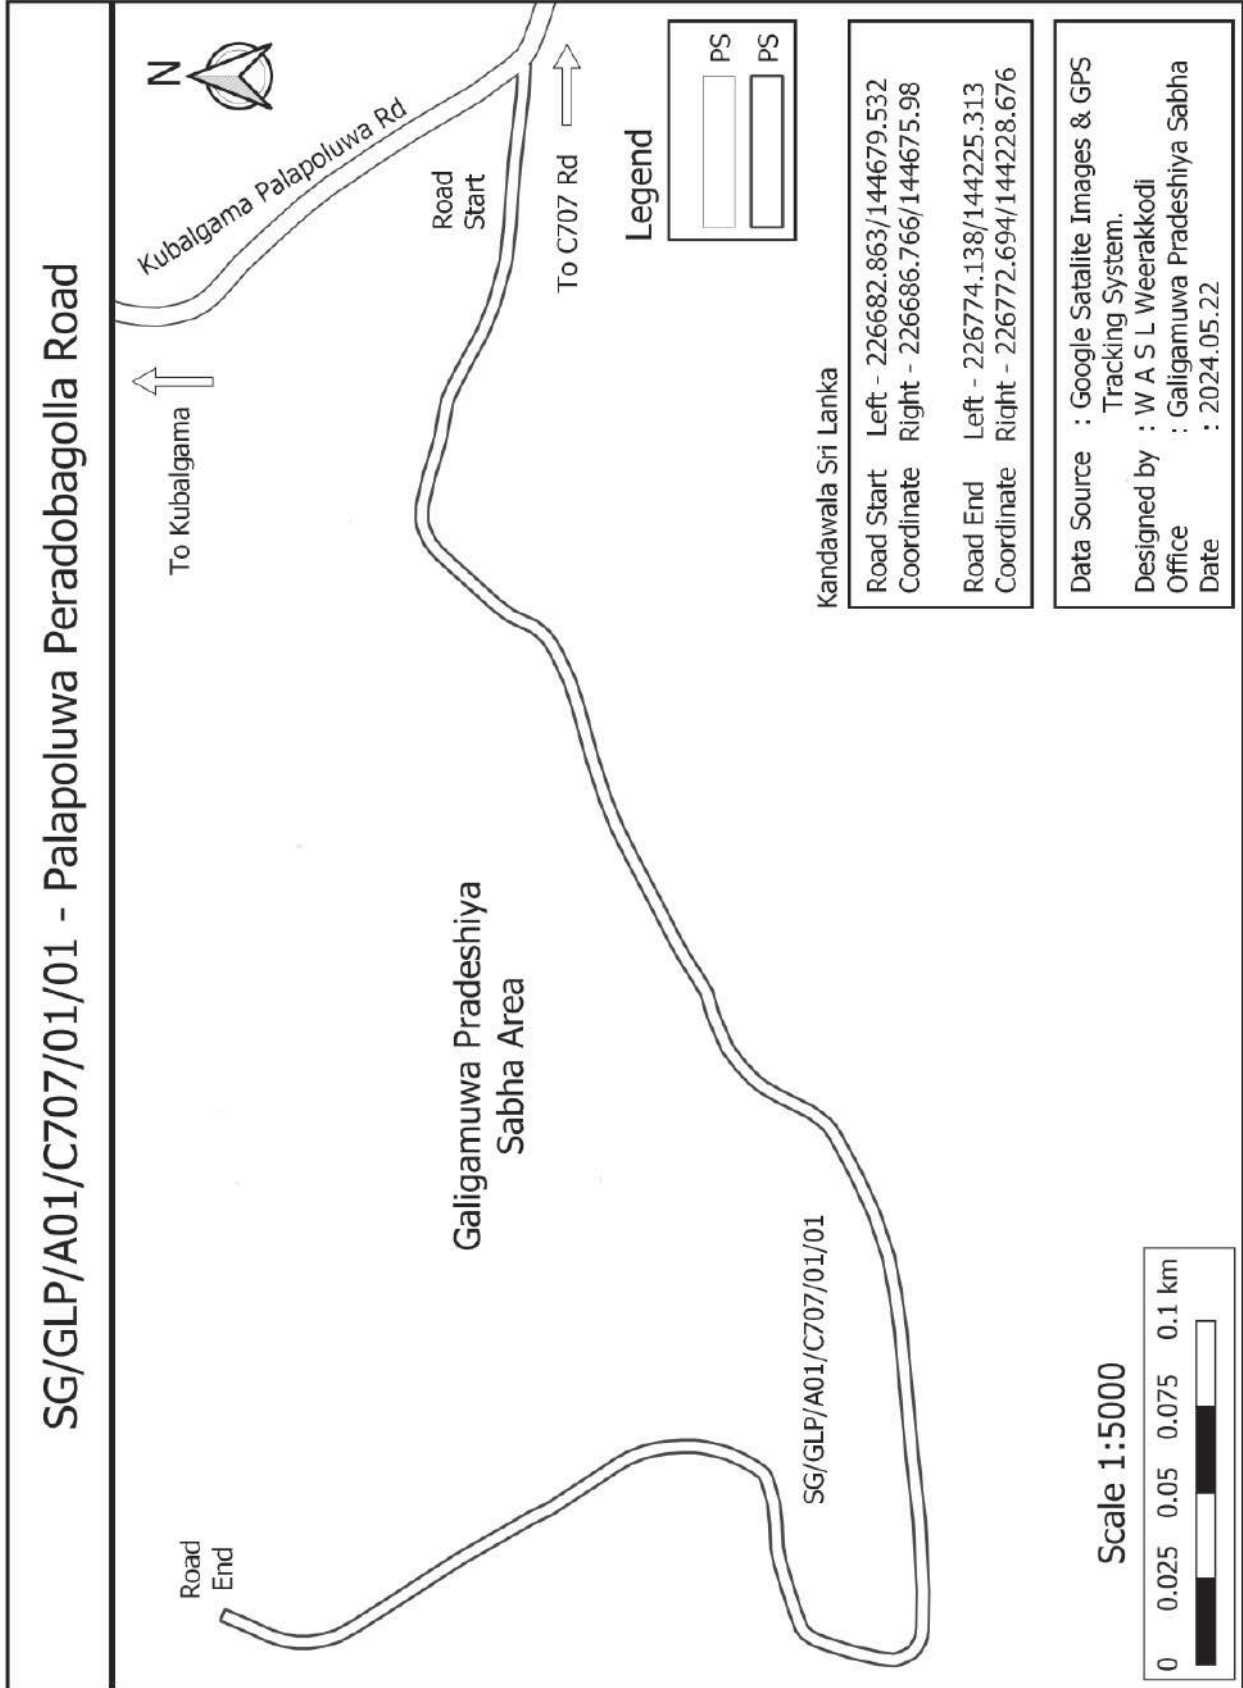 SG/GLP/A01/C707/01/01 - Palapoluwa Peradobagolla Road
N
Kubalgama Palapoluwa Rd
To Kubalgama
Road
Start
To C707 Rd
Legend
PS
PS
Galigamuwa Pradeshiya
Sabha Area
Road
End
SG/GLP/A01/C707/01/01
Kandawala Sri Lanka
Road Start Left - 226682.863/144679.532
Coordinate Right - 226686.766/144675.98
Road End Left - 226774.138/144225.313
Coordinate Right - 226772.694/144228.676
Data Source : Google Satalite Images & GPS
Tracking System.
Designed by : W A S L Weerakkodi
Office : Galigamuwa Pradeshiya Sabha
Date : 2024.05.22
Scale 1:5000
0 0.025 0.05 0.075 0.1 km